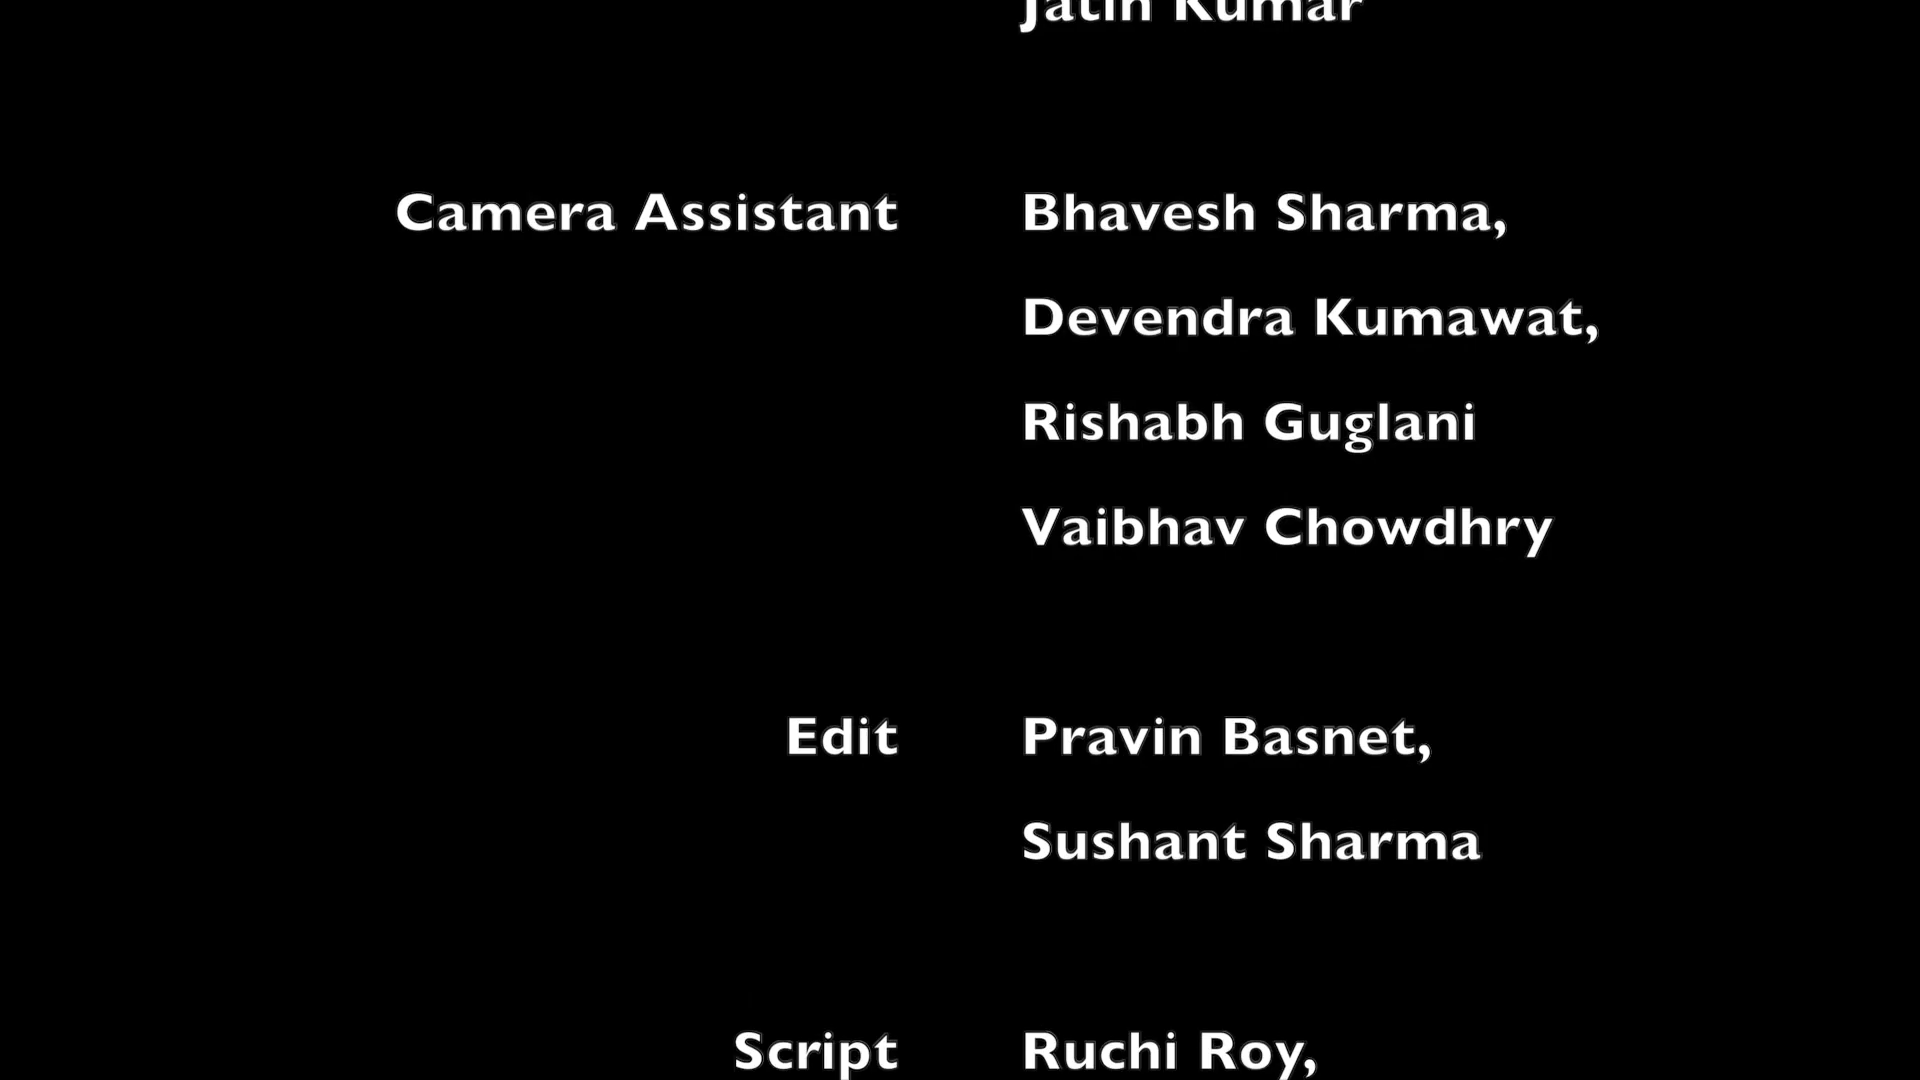 Jatin Kumar
Camera Assistant Bhavesh Sharma,
Devendra Kumawat,
Rishabh Guglani
Vaibhav Chowdhry
Edit Pravin Basnet,
Sushant Sharma
Script Ruchi Roy,